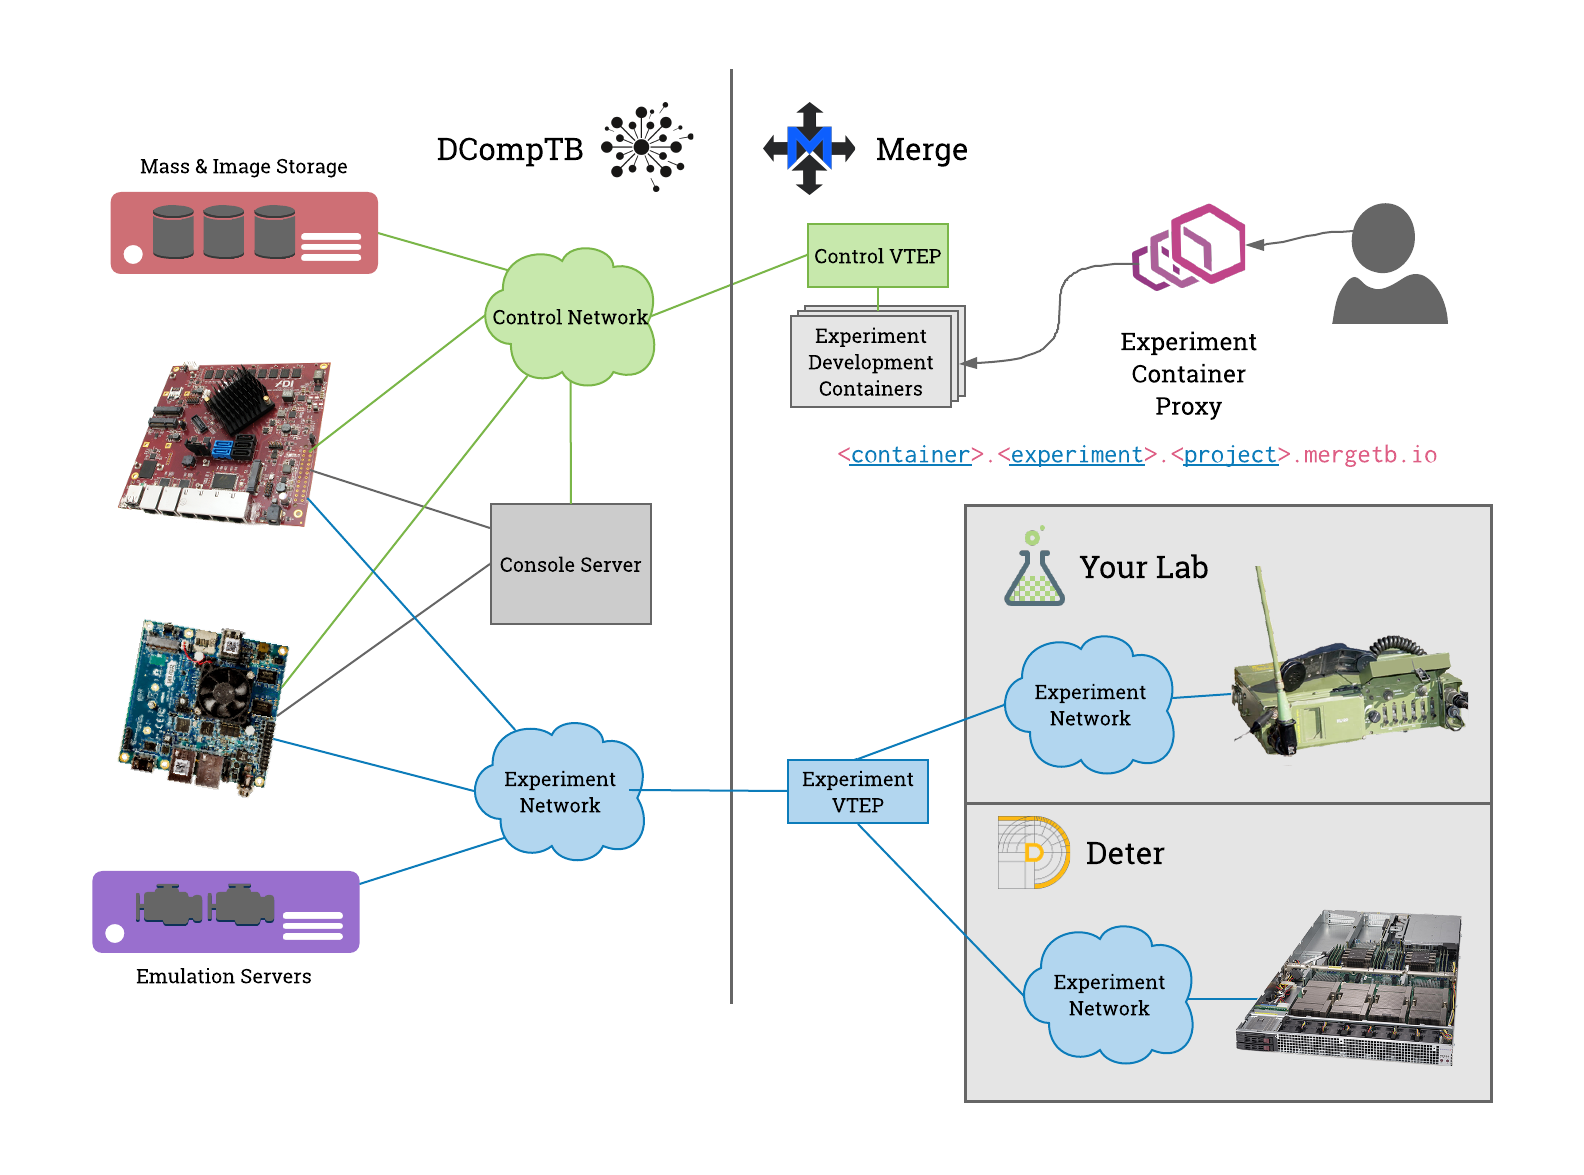 DCompTB
Merge
Mass & Image Storage
Control VTEP
Control Network
Experiment
Development
Containers
Experiment
Container
Proxy
<container>.<experiment>.<project>.mergetb.io
Console Server
Your Lab
Experiment
Network
Experiment
Network
Experiment
VTEP
Deter
D
Experiment
Network
Emulation Servers